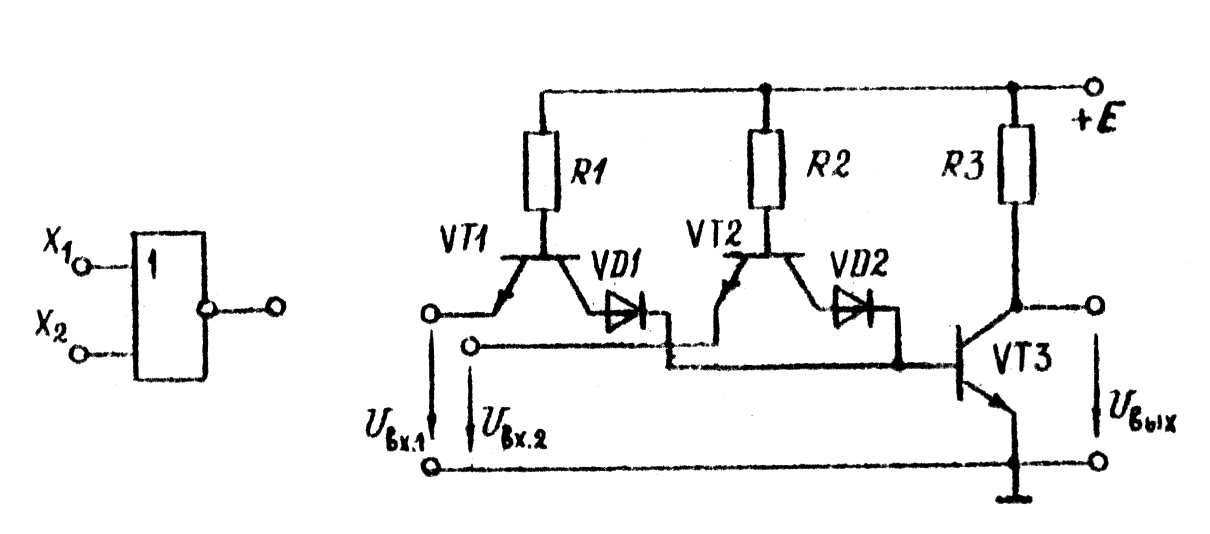 X1
X2
1
+E
R1
R2
R3
VT1
VD1
VT2
VD2
VT3
Uвх.1
Uвх.2
Uвых